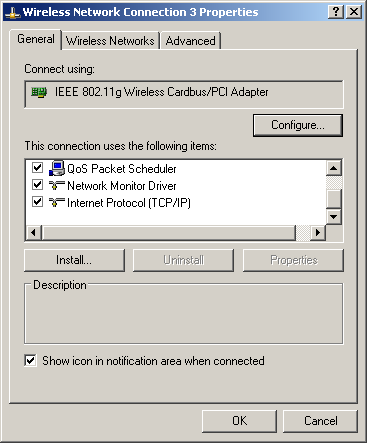 Wireless Network Connection 3 Properties
General
Wireless Networks
Advanced
Connect using:
IEEE 802.11g Wireless Cardbus/PCI Adapter
Configure...
This connection uses the following items:
QoS Packet Scheduler
Network Monitor Driver
Internet Protocol (TCP/IP)
Install...
Uninstall
Properties
Description
Show icon in notification area when connected
OK
Cancel